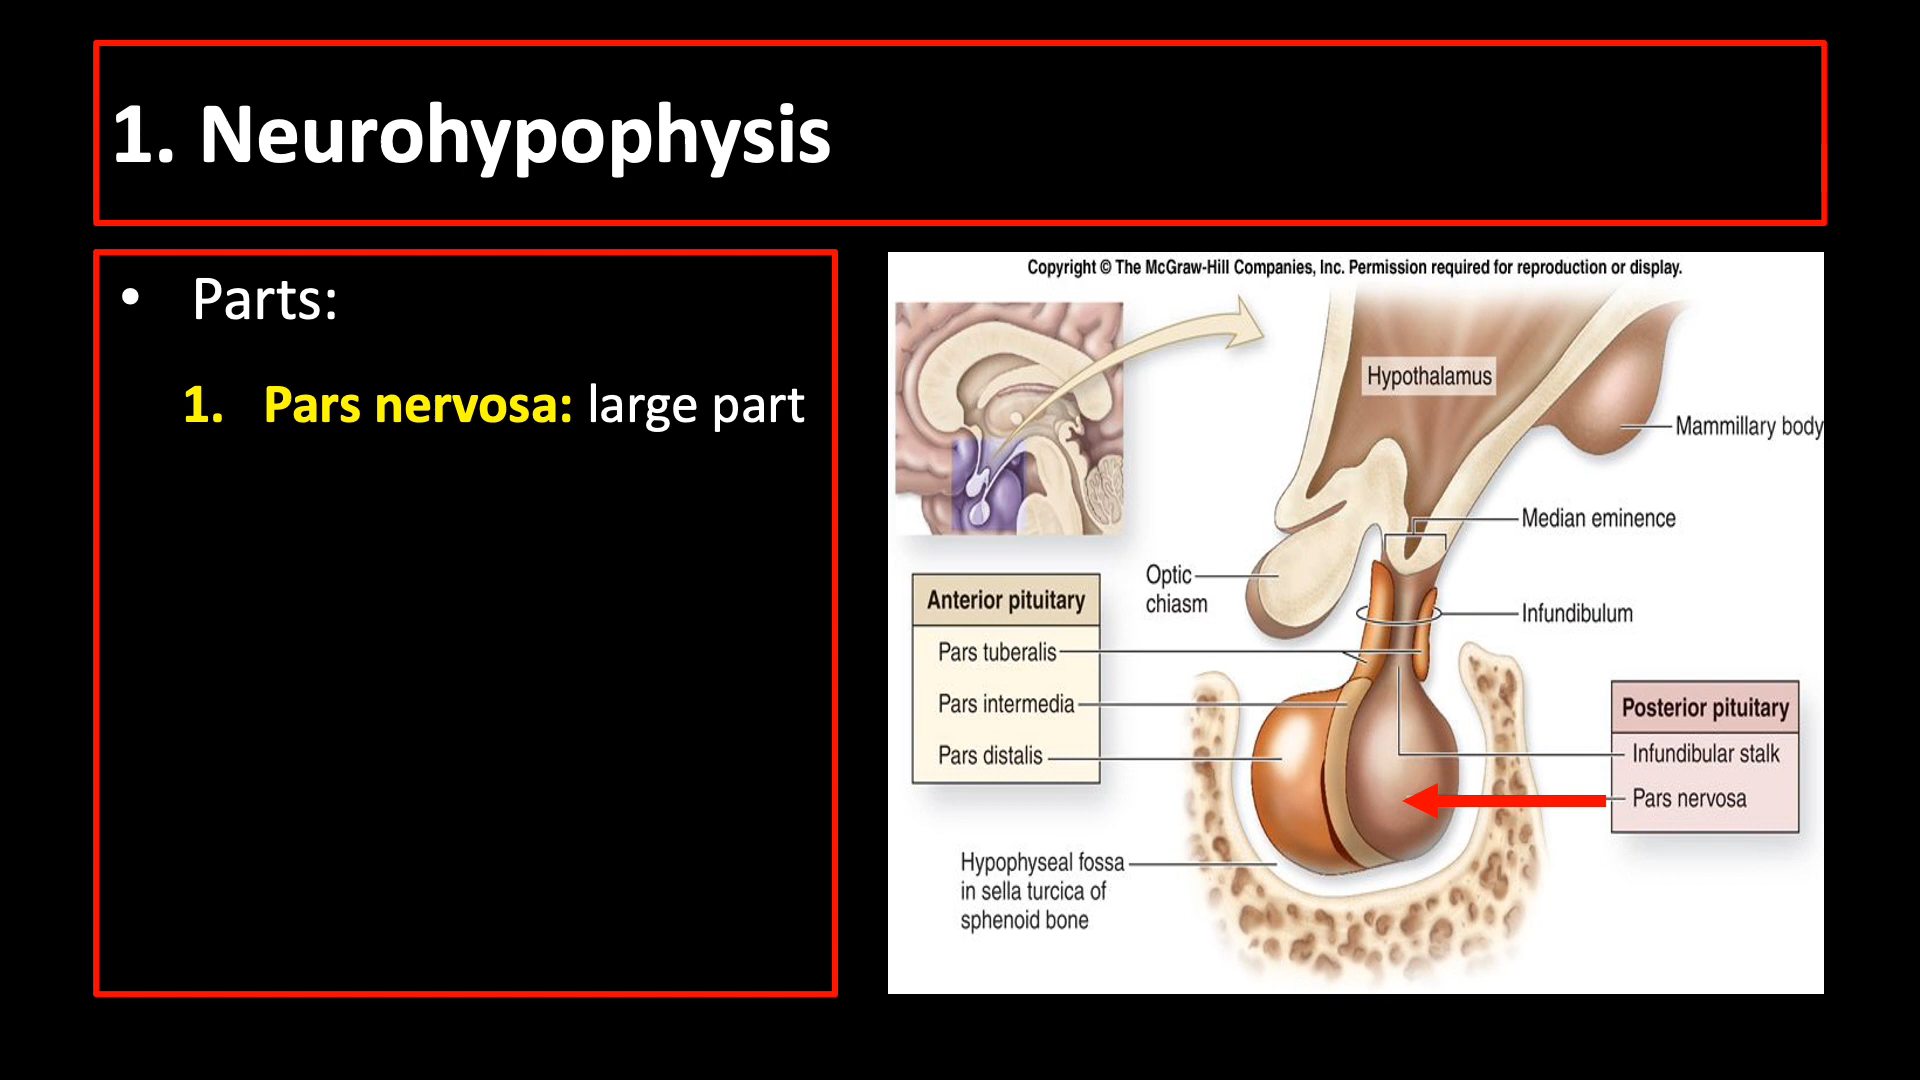 1. Neurohypophysis
• Parts:
1. Pars nervosa: large part
Copyright © The McGraw-Hill Companies, Inc. Permission required for reproduction or display.
Hypothalamus
Mammillary body
Median eminence
Optic
chiasm
Infundibulum
Anterior pituitary
Pars tuberalis
Pars intermedia
Pars distalis
Posterior pituitary
Infundibular stalk
Pars nervosa
Hypophyseal fossa
in sella turcica of
sphenoid bone